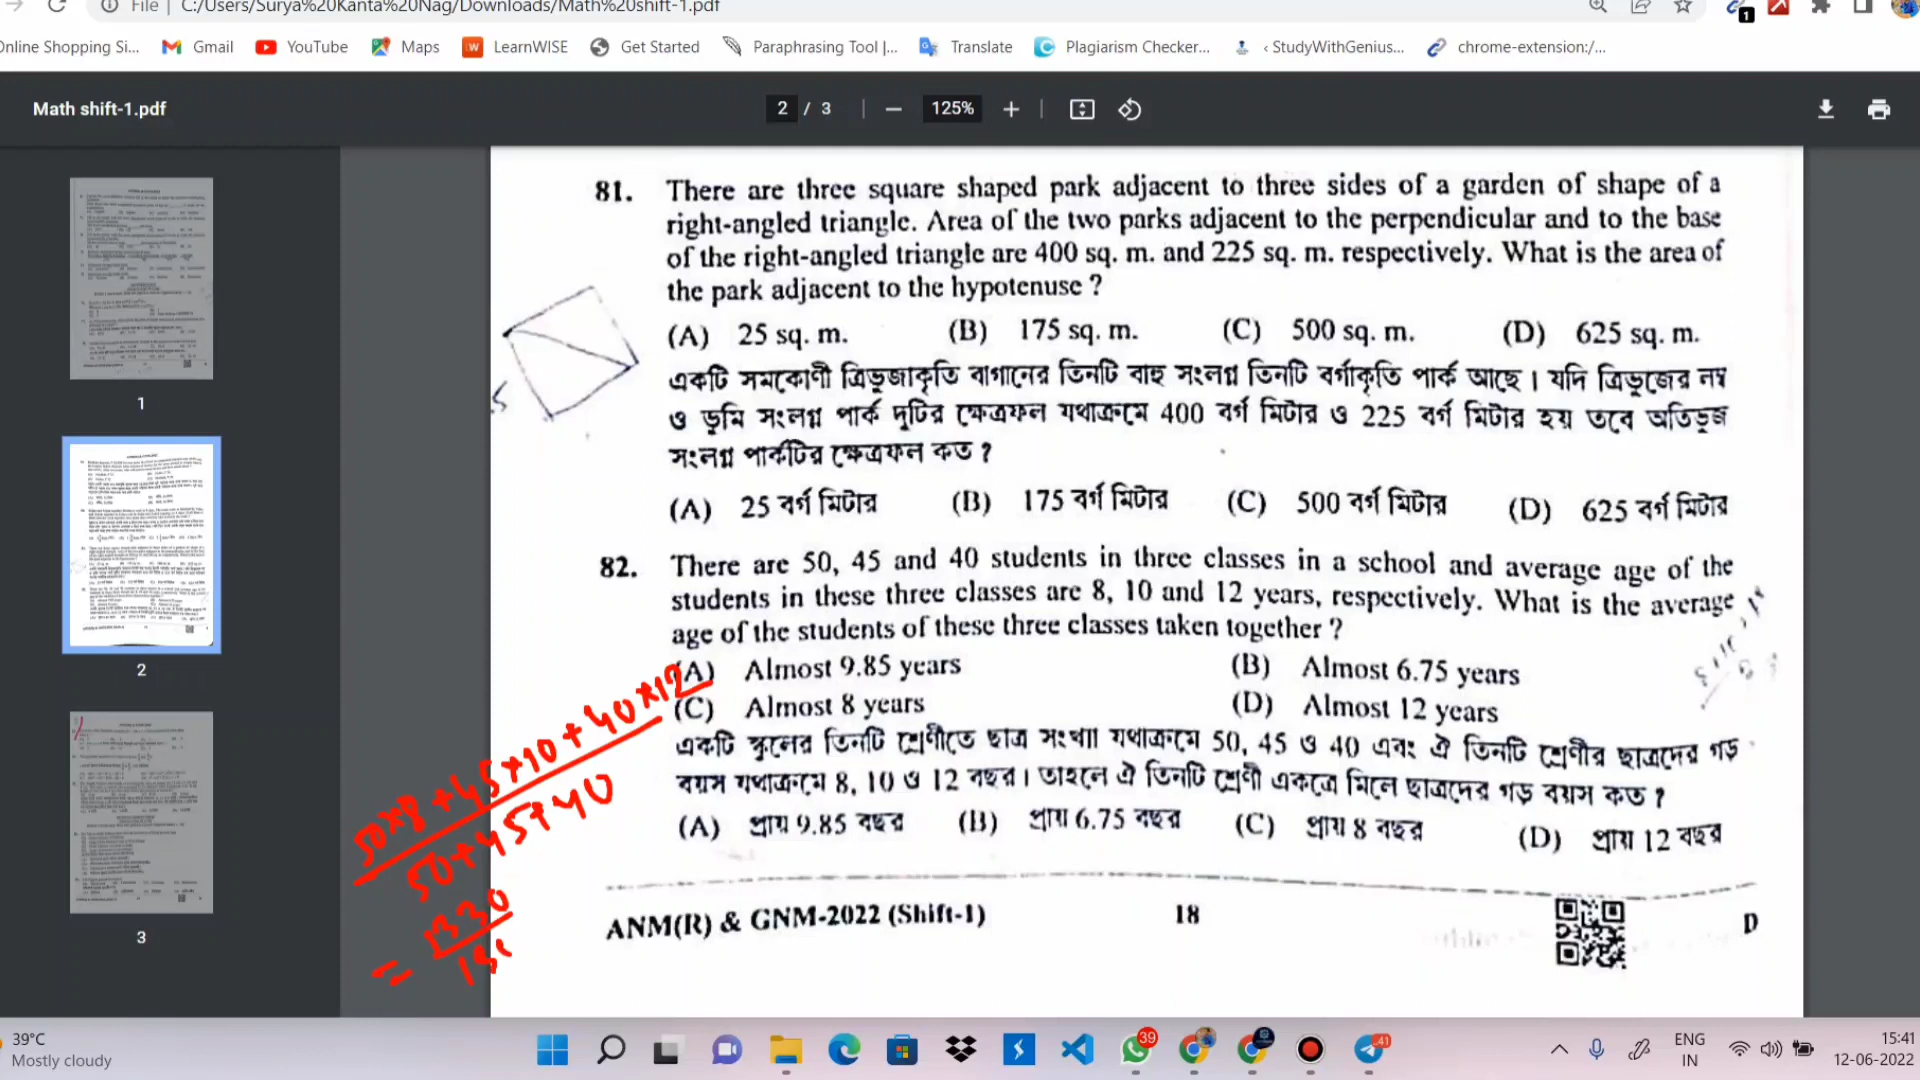 File | C:/Users/Surya%20Kanta%20Nag/Downloads/Math%20shift-1.pdf
Online Shopping Si... Gmail YouTube Maps LearnWISE Get Started Paraphrasing Tool |... Translate Plagiarism Checker... ‹ StudyWithGenius... chrome-extension:/...
Math shift-1.pdf 2 / 3 125%
1
2
3
81. There are three square shaped park adjacent to three sides of a garden of shape of a
right-angled triangle. Area of the two parks adjacent to the perpendicular and to the base
of the right-angled triangle are 400 sq. m. and 225 sq. m. respectively. What is the area of
the park adjacent to the hypotenuse ?
(A) 25 sq. m. (B) 175 sq. m. (C) 500 sq. m. (D) 625 sq. m.
একটি সমকোণী ত্রিভুজাকৃতি বাগানের তিনটি বাহু সংলগ্ন তিনটি বর্গাকৃতি পার্ক আছে । যদি ত্রিভুজের লম্ব
ও ভূমি সংলগ্ন পার্ক দুটির ক্ষেত্রফল যথাক্রমে 400 বর্গ মিটার ও 225 বর্গ মিটার হয় তবে অতিভুজ
সংলগ্ন পার্কটির ক্ষেত্রফল কত ?
(A) 25 বর্গ মিটার (B) 175 বর্গ মিটার (C) 500 বর্গ মিটার (D) 625 বর্গ মিটার
82. There are 50, 45 and 40 students in three classes in a school and average age of the
students in these three classes are 8, 10 and 12 years, respectively. What is the average
age of the students of these three classes taken together ?
(A) Almost 9.85 years (B) Almost 6.75 years
(C) Almost 8 years (D) Almost 12 years
একটি স্কুলের তিনটি শ্রেণীতে ছাত্র সংখ্যা যথাক্রমে 50, 45 ও 40 এবং ঐ তিনটি শ্রেণীর ছাত্রদের গড়
বয়স যথাক্রমে 8, 10 ও 12 বছর । তাহলে ঐ তিনটি শ্রেণী একত্রে মিলে ছাত্রদের গড় বয়স কত ?
(A) প্রায় 9.85 বছর (B) প্রায় 6.75 বছর (C) প্রায় 8 বছর (D) প্রায় 12 বছর
50×8+45×10+40×12
50+45+40
=
ANM(R) & GNM-2022 (Shift-1) 18 D
39°C
Mostly cloudy
39
41
ENG
IN
15:41
12-06-2022